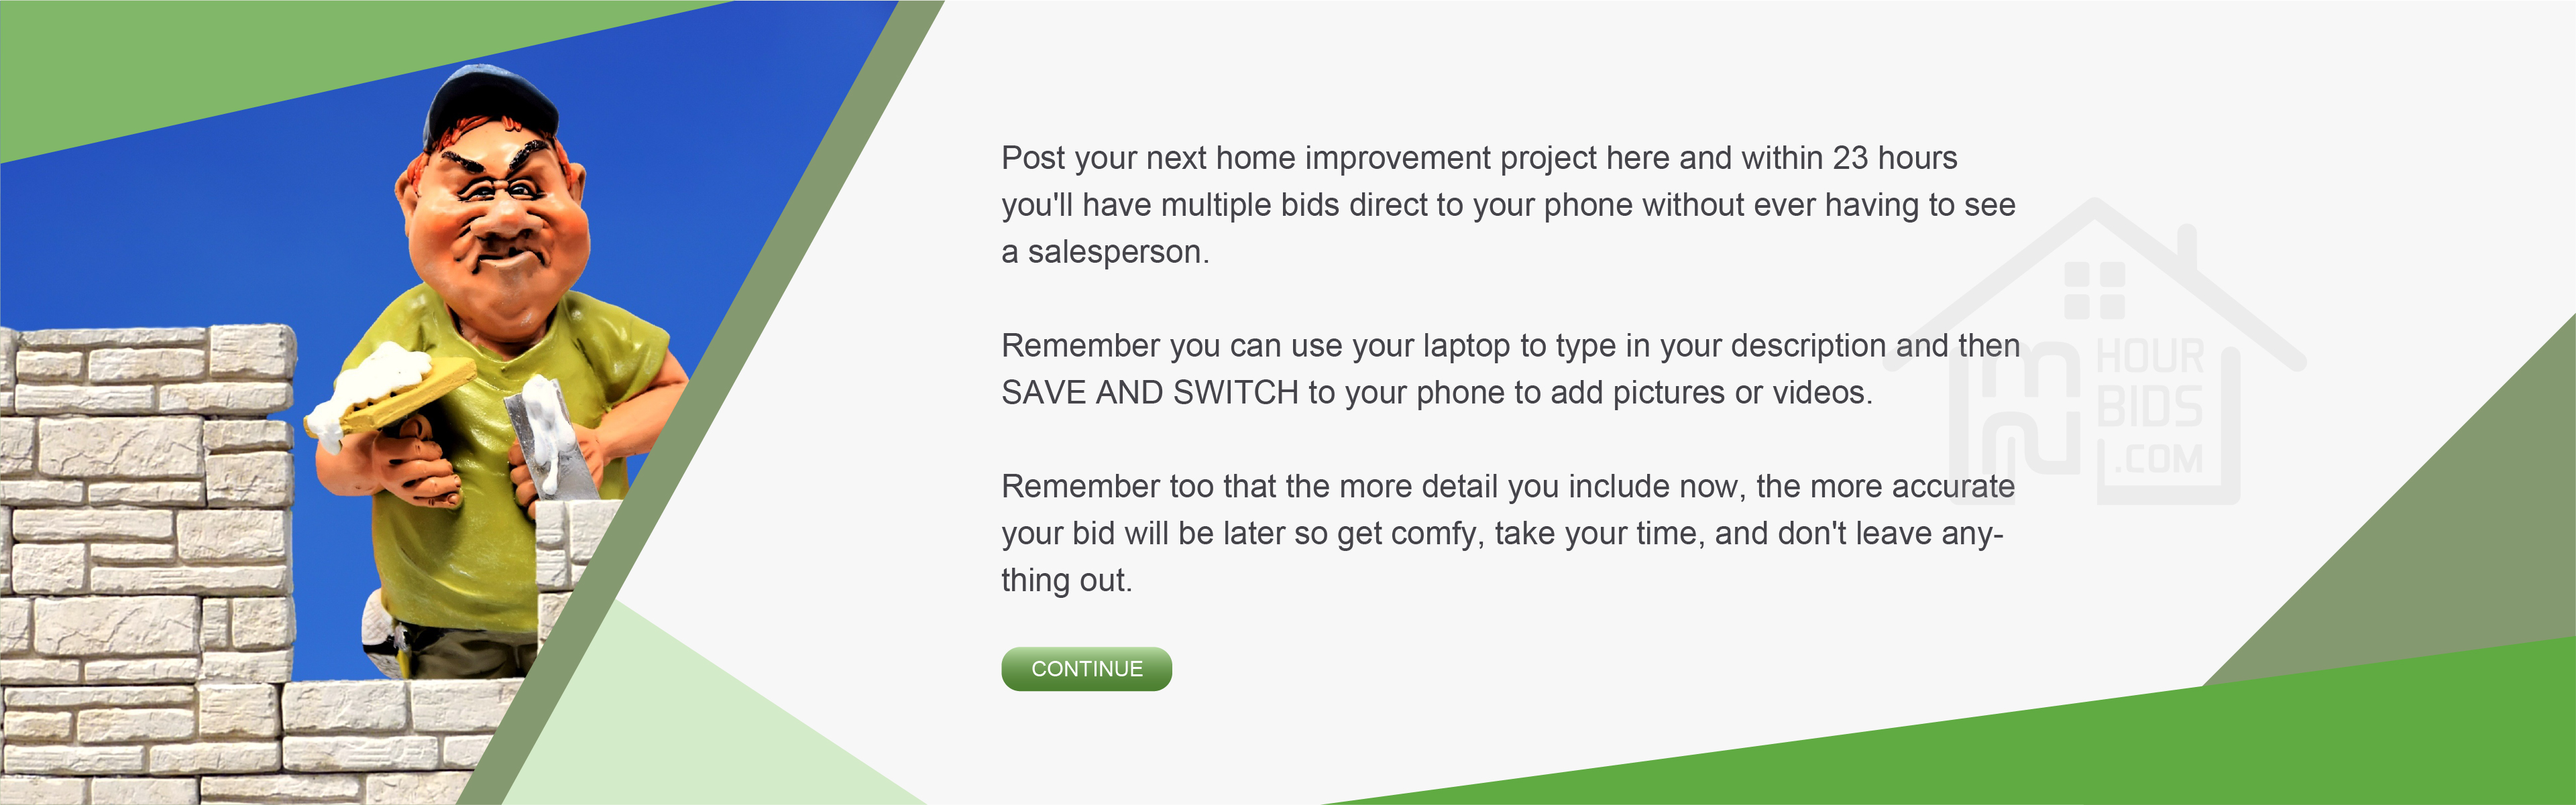 Post your next home improvement project here and within 23 hours
you'll have multiple bids direct to your phone without ever having to see
a salesperson.
Remember you can use your laptop to type in your description and then
SAVE AND SWITCH to your phone to add pictures or videos.
Remember too that the more detail you include now, the more accurate
your bid will be later so get comfy, take your time, and don't leave any-
thing out.
CONTINUE
23
HOUR
BIDS
.COM